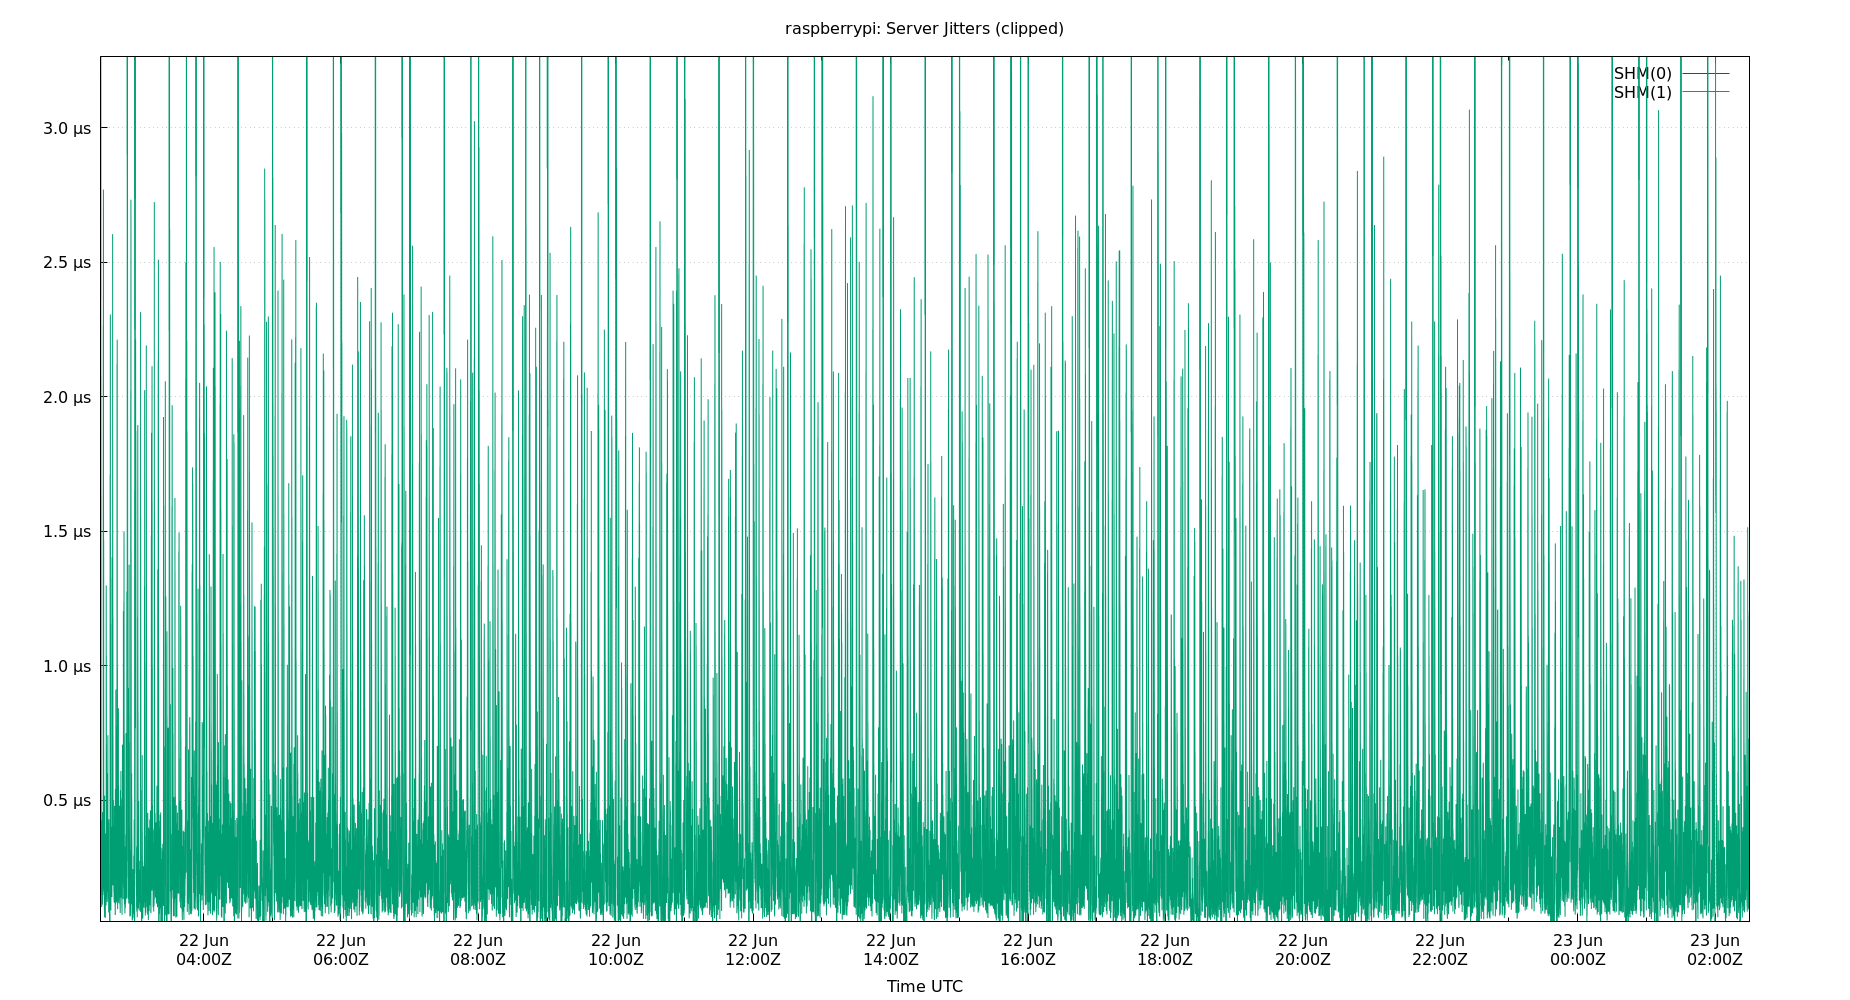 raspberrypi: Server Jitters (clipped)
SHM(0)
SHM(1)
3.0 µs
2.5 µs
2.0 µs
1.5 µs
1.0 µs
0.5 µs
22 Jun 22 Jun 22 Jun 22 Jun 22 Jun 22 Jun 22 Jun 22 Jun 22 Jun 22 Jun 23 Jun 23 Jun
04:00Z 06:00Z 08:00Z 10:00Z 12:00Z 14:00Z 16:00Z 18:00Z 20:00Z 22:00Z 00:00Z 02:00Z
Time UTC